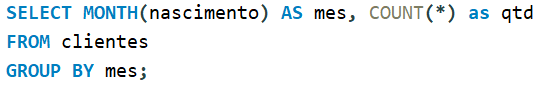 SELECT MONTH(nascimento) AS mes, COUNT(*) as qtd
FROM clientes
GROUP BY mes;